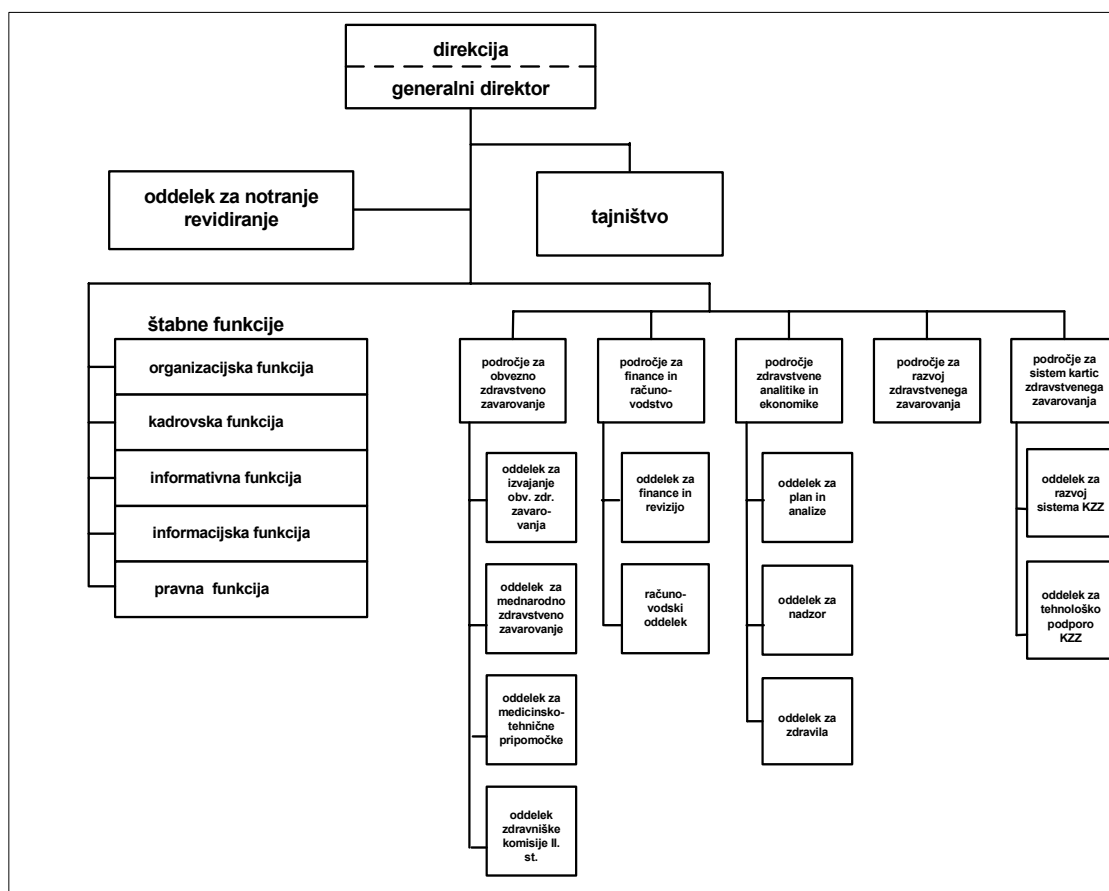 direkcija
generalni direktor
oddelek za notranje
revidiranje
tajništvo
štabne funkcije
organizacijska funkcija
kadrovska funkcija
informativna funkcija
informacijska funkcija
pravna funkcija
področje za
obvezno
zdravstveno
zavarovanje
področje za
finance in
računo-
vodstvo
področje
zdravstvene
analitike in
ekonomike
področje za
razvoj
zdravstvenega
zavarovanja
področje za
sistem kartic
zdravstvenega
zavarovanja
oddelek za
izvajanje
obv. zdr.
zavaro-
vanja
oddelek za
mednarodno
zdravstveno
zavarovanje
oddelek za
medicinsko-
tehnične
pripomočke
oddelek
zdravniške
komisije II.
st.
oddelek za
finance in
revizijo
računo-
vodski
oddelek
oddelek za
plan in
analize
oddelek za
nadzor
oddelek za
zdravila
oddelek za
razvoj
sistema KZZ
oddelek za
tehnološko
podporo
KZZ